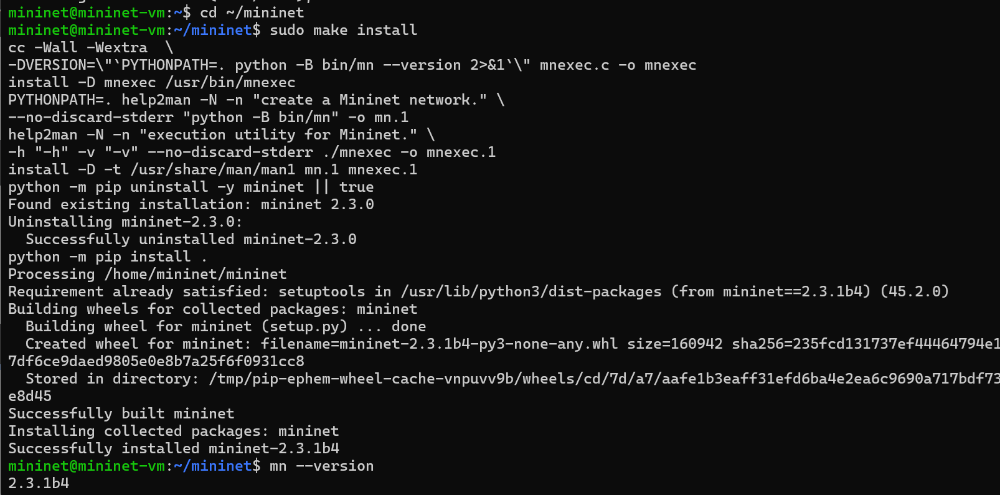 mininet@mininet-vm:~$ cd ~/mininet
mininet@mininet-vm:~/mininet$ sudo make install
cc -Wall -Wextra  \
-DVERSION=\"`PYTHONPATH=. python -B bin/mn --version 2>&1`\" mnexec.c -o mnexec
install -D mnexec /usr/bin/mnexec
PYTHONPATH=. help2man -N -n "create a Mininet network." \
--no-discard-stderr "python -B bin/mn" -o mn.1
help2man -N -n "execution utility for Mininet." \
-h "-h" -v "-v" --no-discard-stderr ./mnexec -o mnexec.1
install -D -t /usr/share/man/man1 mn.1 mnexec.1
python -m pip uninstall -y mininet || true
Found existing installation: mininet 2.3.0
Uninstalling mininet-2.3.0:
  Successfully uninstalled mininet-2.3.0
python -m pip install .
Processing /home/mininet/mininet
Requirement already satisfied: setuptools in /usr/lib/python3/dist-packages (from mininet==2.3.1b4) (45.2.0)
Building wheels for collected packages: mininet
  Building wheel for mininet (setup.py) ... done
  Created wheel for mininet: filename=mininet-2.3.1b4-py3-none-any.whl size=160942 sha256=235fcd131737ef44464794e1
7df6ce9daed9805e0e8b7a25f6f0931cc8
  Stored in directory: /tmp/pip-ephem-wheel-cache-vnpuvv9b/wheels/cd/7d/a7/aafe1b3eaff31efd6ba4e2ea6c9690a717bdf73
e8d45
Successfully built mininet
Installing collected packages: mininet
Successfully installed mininet-2.3.1b4
mininet@mininet-vm:~/mininet$ mn --version
2.3.1b4